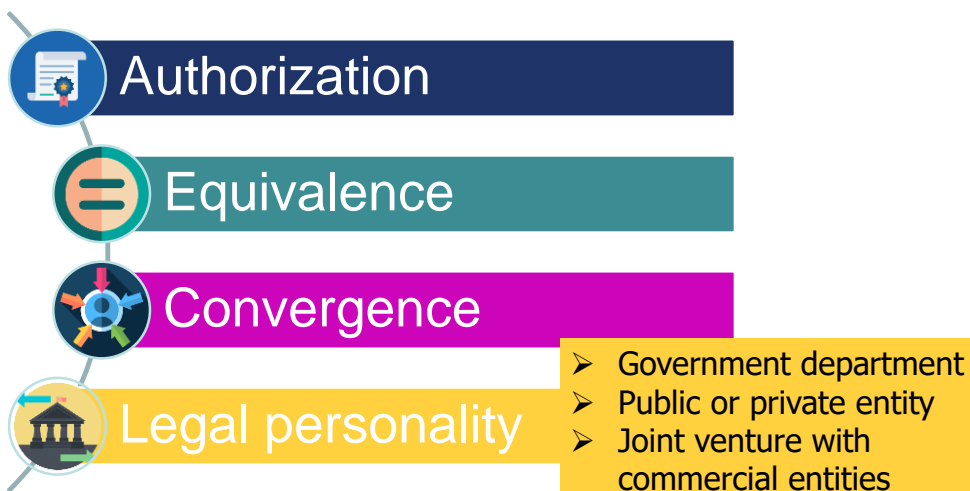 Authorization
Equivalence
Convergence
Legal personality
➢ Government department
➢ Public or private entity
➢ Joint venture with
commercial entities